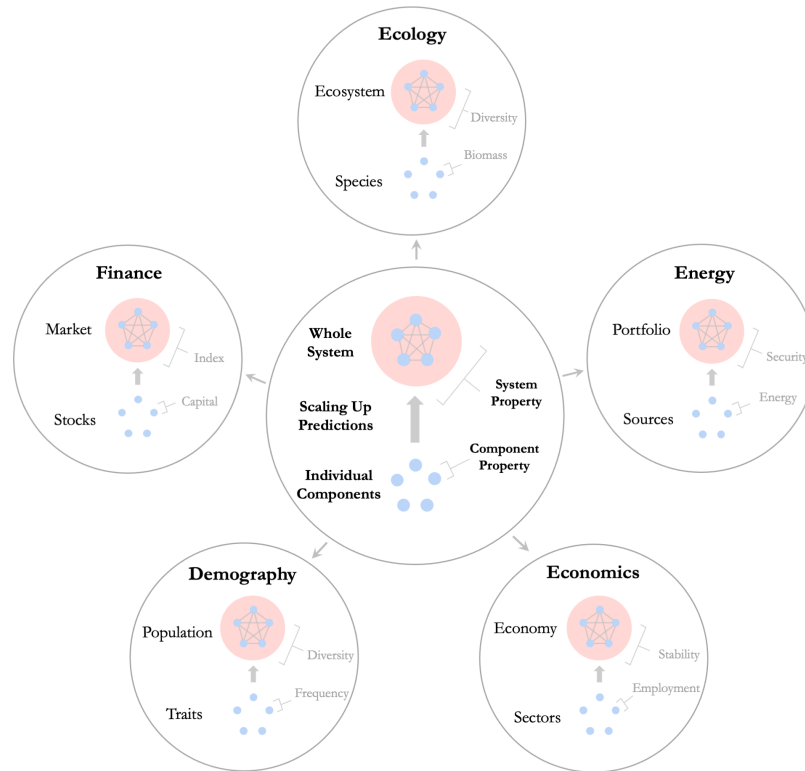 Ecology
Ecosystem
Diversity
Biomass
Species
Finance
Market
Index
Capital
Stocks
Whole
System
System
Property
Scaling Up
Predictions
Component
Property
Individual
Components
Energy
Portfolio
Security
Energy
Sources
Demography
Population
Diversity
Frequency
Traits
Economics
Economy
Stability
Employment
Sectors